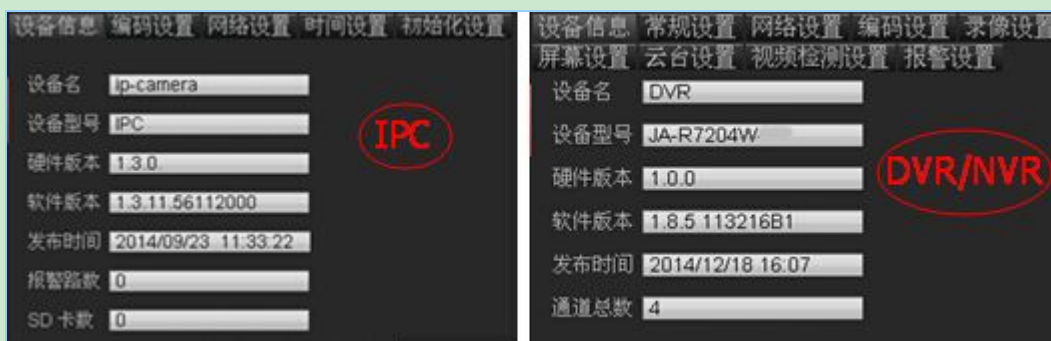 设备信息 编码设置 网络设置 时间设置 初始化设置
设备名 ip-camera
设备型号 IPC
硬件版本 1.3.0.
软件版本 1.3.11.56112000
发布时间 2014/09/23 11:33:22
报警路数 0
SD 卡数 0
IPC
设备信息 常规设置 网络设置 编码设置 录像设置
屏幕设置 云台设置 视频检测设置 报警设置
设备名 DVR
设备型号 JA-R7204W
硬件版本 1.0.0
软件版本 1.8.5 113216B1
发布时间 2014/12/18 16:07
通道总数 4
DVR/NVR